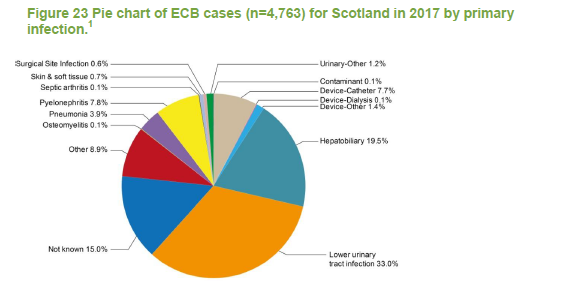 Figure 23 Pie chart of ECB cases (n=4,763) for Scotland in 2017 by primary
infection.1
Surgical Site Infection 0.6%
Skin & soft tissue 0.7%
Septic arthritis 0.1%
Pyelonephritis 7.8%
Pneumonia 3.9%
Osteomyelitis 0.1%
Other 8.9%
Not known 15.0%
Urinary-Other 1.2%
Contaminant 0.1%
Device-Catheter 7.7%
Device-Dialysis 0.1%
Device-Other 1.4%
Hepatobiliary 19.5%
Lower urinary
tract infection 33.0%